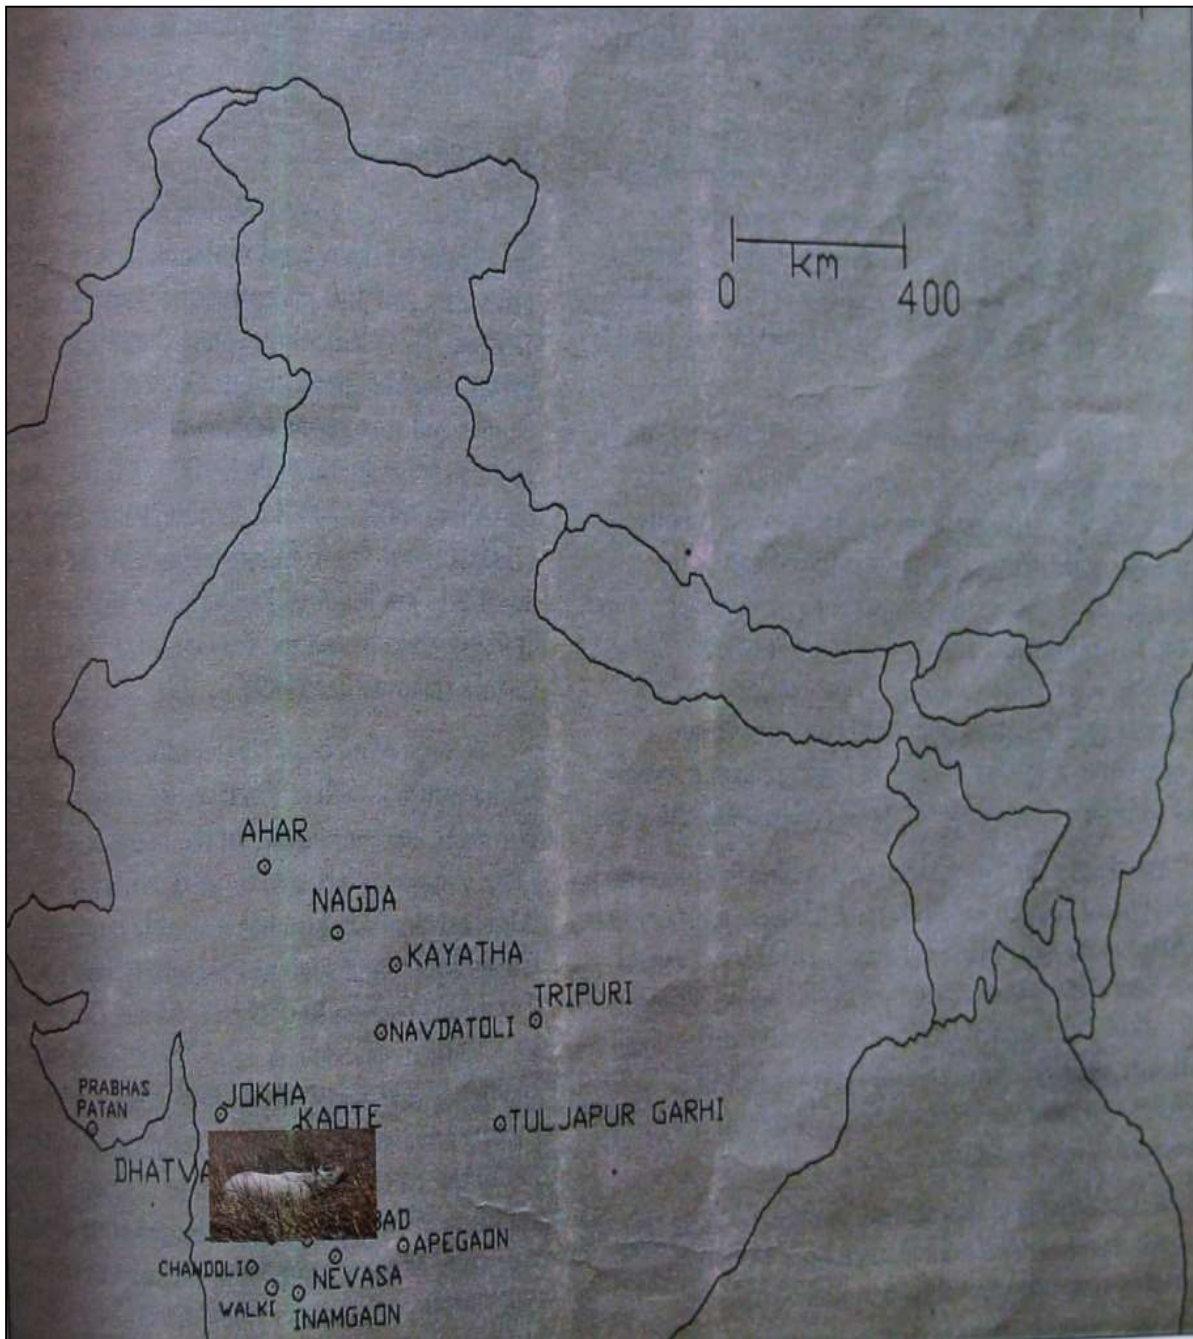 0 km 400
AHAR
NAGDA
KAYATHA
TRIPURI
NAVDATOLI
PRABHAS
PATAN
JOKHA
KAOTE
TULJAPUR GARHI
APEGAON
CHANDOLI
NEVASA
WALKI
INAMGAON